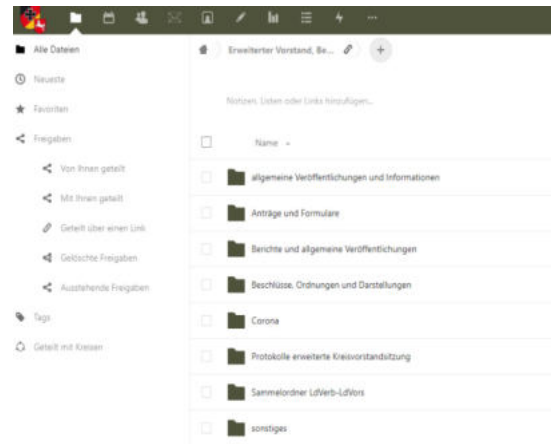 Alle Dateien
Neueste
Favoriten
Freigaben
Von Ihnen geteilt
Mit Ihnen geteilt
Geteilt über einen Link
Gelöschte Freigaben
Ausstehende Freigaben
Tags
Geteilt mit Kreisen
Erweiterter Vorstand, Be...
Notizen, Listen oder Links hinzufügen...
Name
allgemeine Veröffentlichungen und Informationen
Anträge und Formulare
Berichte und allgemeine Veröffentlichungen
Beschlüsse, Ordnungen und Darstellungen
Corona
Protokolle erweiterte Kreisvorstandsitzung
Sammelordner LdVerb-LdVors
sonstiges